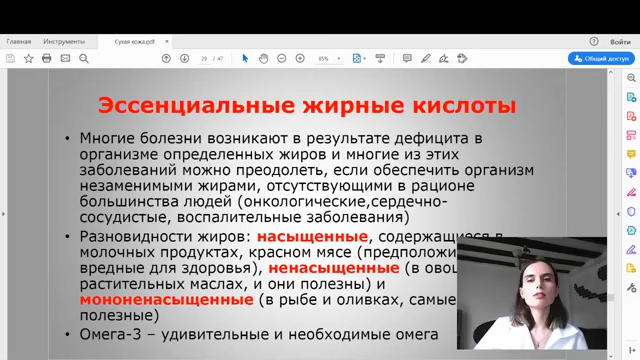 Главная Инструменты Сухая кожа.pdf × Войти
39 / 47 65% Общий доступ
Эссенциальные жирные кислоты
• Многие болезни возникают в результате дефицита в
организме определенных жиров и многие из этих
заболеваний можно преодолеть, если обеспечить организм
незаменимыми жирами, отсутствующими в рационе
большинства людей (онкологические,сердечно-
сосудистые, воспалительные заболевания)
• Разновидности жиров: насыщенные, содержащиеся в
молочных продуктах, красном мясе
вредные для здоровья), ненасыщенные (в
растительных маслах, и они полезны) и
мононенасыщенные (в рыбе и оливках, самые
полезные)
• Омега-3 – удивительные и необходимые омега